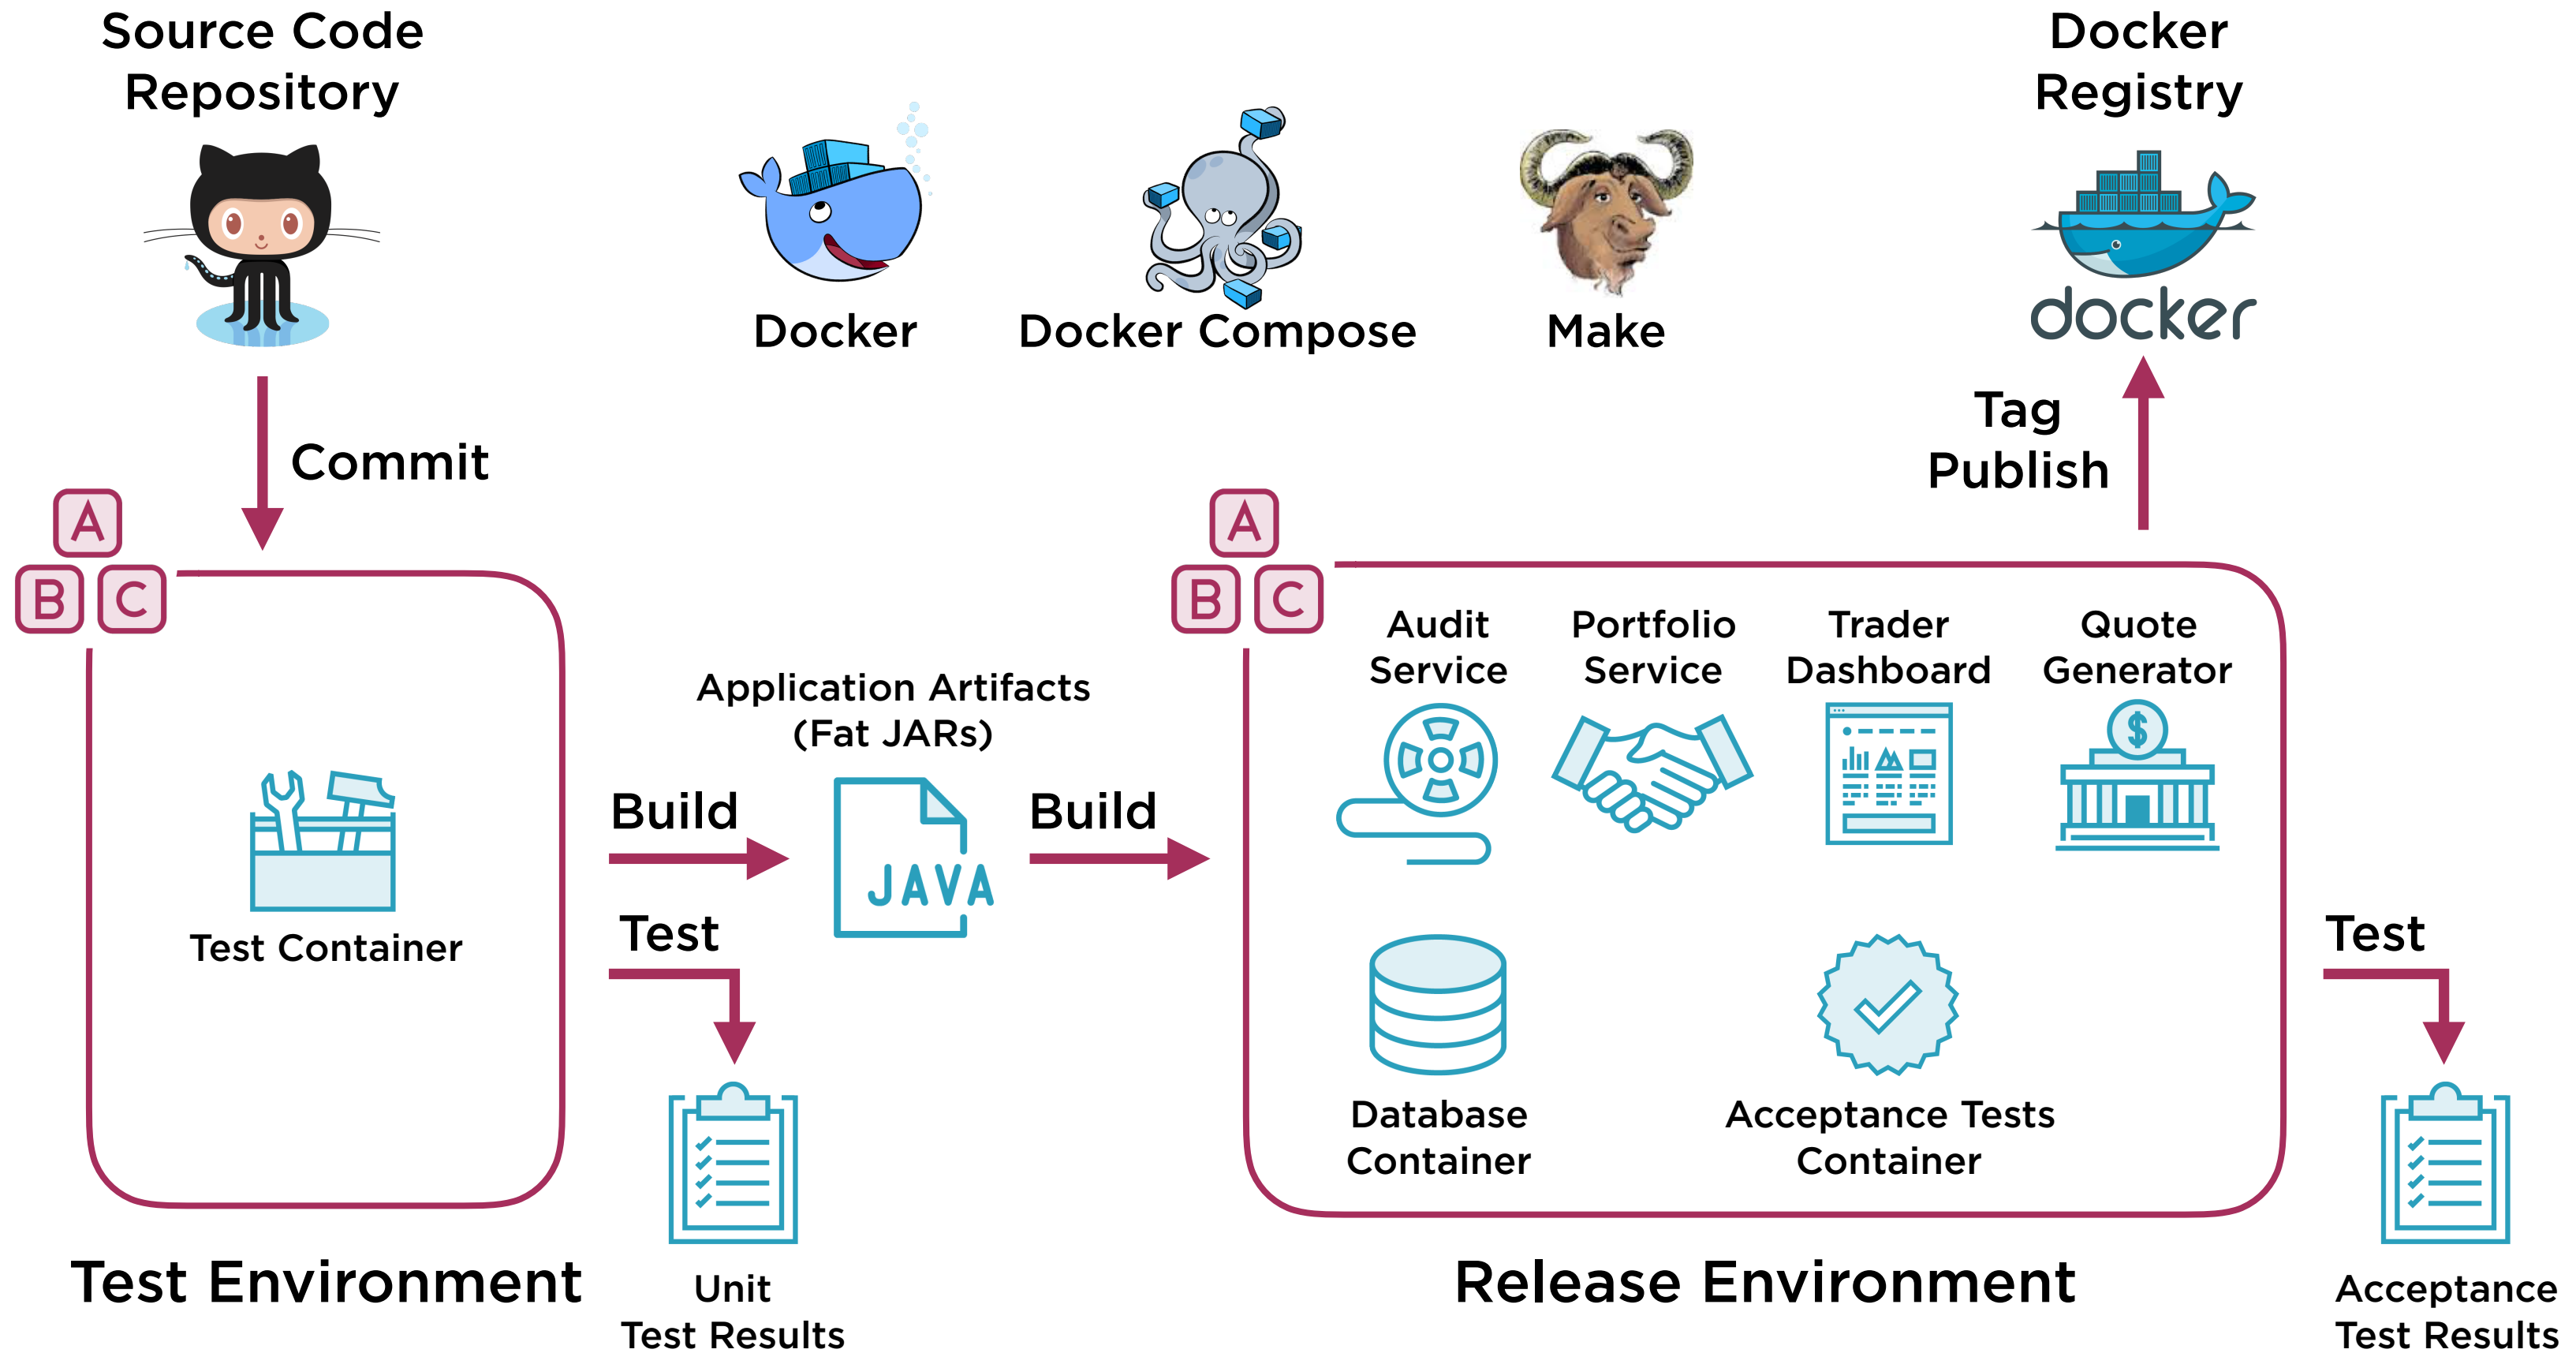 Source Code
Repository
Docker
Docker Compose
Make
Docker
Registry
docker
Commit
Tag
Publish
A
B
C
A
B
C
Test Container
Test Environment
Build
Test
Application Artifacts
(Fat JARs)
JAVA
Build
Unit
Test Results
Audit
Service
Portfolio
Service
Trader
Dashboard
Quote
Generator
$
Database
Container
Acceptance Tests
Container
Release Environment
Test
Acceptance
Test Results